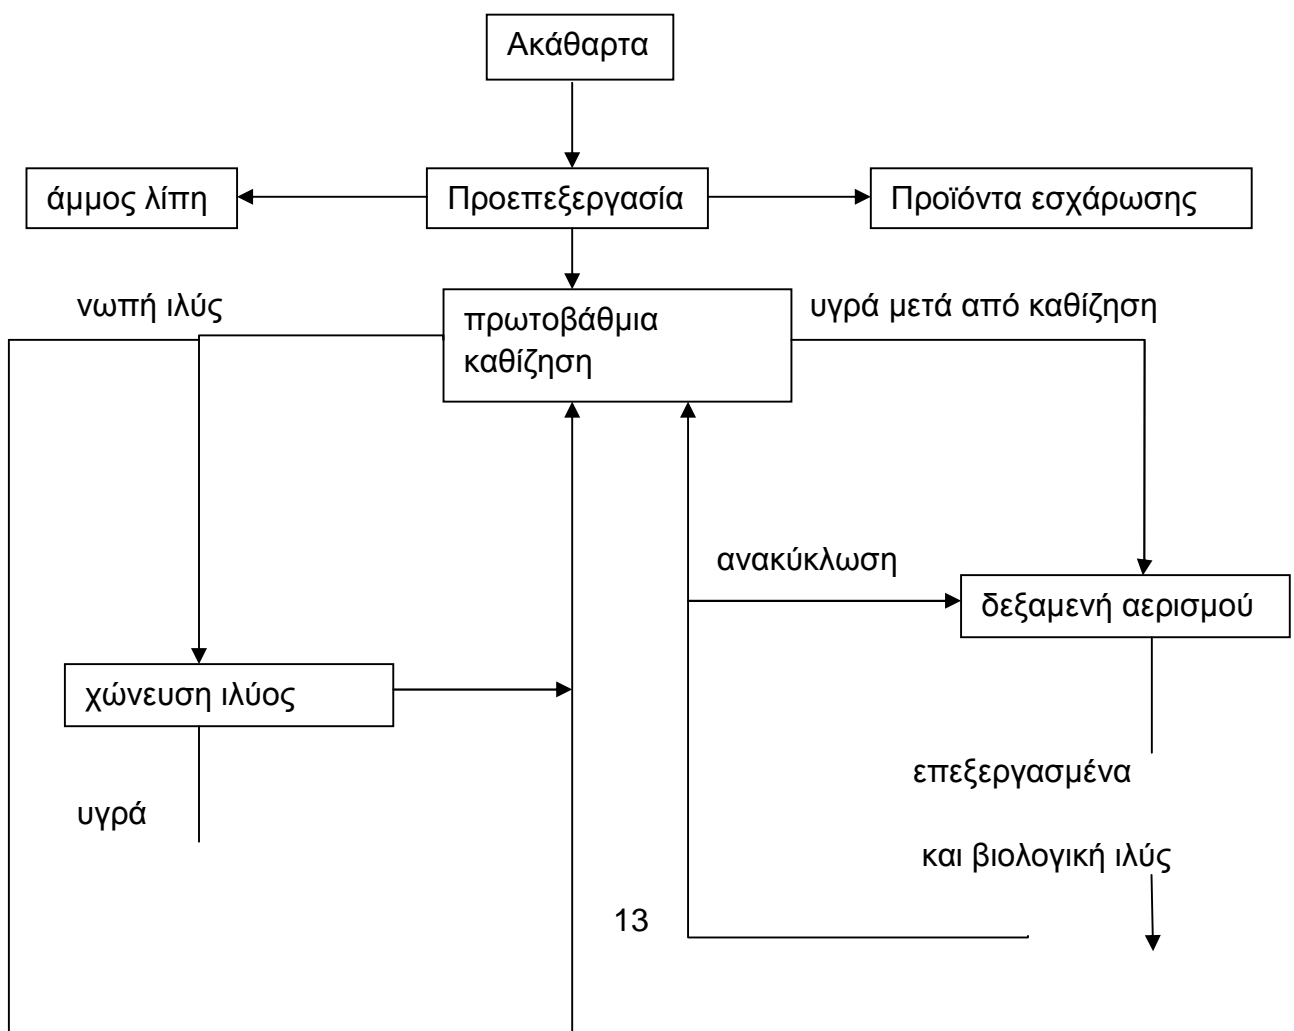 Ακάθαρτα
άμμος λίπη
Προεπεξεργασία
Προϊόντα εσχάρωσης
νωπή ιλύς
πρωτοβάθμια
καθίζηση
υγρά μετά από καθίζηση
ανακύκλωση
δεξαμενή αερισμού
χώνευση ιλύος
επεξεργασμένα
υγρά
και βιολογική ιλύς
13